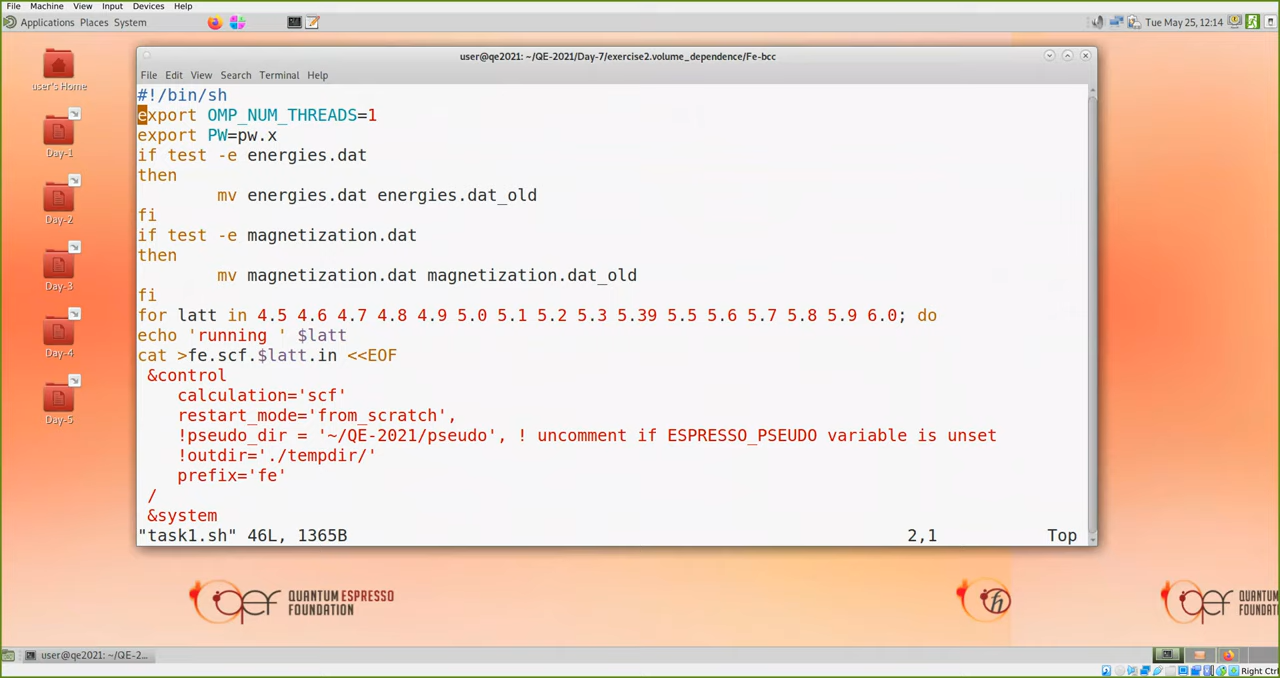 File Machine View Input Devices Help
Applications Places System
Tue May 25, 12:14
user's Home
Day-1
Day-2
Day-3
Day-4
Day-5
user@qe2021: ~/QE-2021/Day-7/exercise2.volume_dependence/Fe-bcc
File Edit View Search Terminal Help
#!/bin/sh
export OMP_NUM_THREADS=1
export PW=pw.x
if test -e energies.dat
then
mv energies.dat energies.dat_old
fi
if test -e magnetization.dat
then
mv magnetization.dat magnetization.dat_old
fi
for latt in 4.5 4.6 4.7 4.8 4.9 5.0 5.1 5.2 5.3 5.39 5.5 5.6 5.7 5.8 5.9 6.0; do
echo 'running ' $latt
cat >fe.scf.$latt.in <<EOF
&control
calculation='scf'
restart_mode='from_scratch',
!pseudo_dir = '~/QE-2021/pseudo', ! uncomment if ESPRESSO_PSEUDO variable is unset
!outdir='./tempdir/'
prefix='fe'
/
&system
"task1.sh" 46L, 1365B 2,1 Top
QUANTUM ESPRESSO
FOUNDATION
QUANTU
FOUNDA
user@qe2021: ~/QE-2...
Right Ctrl